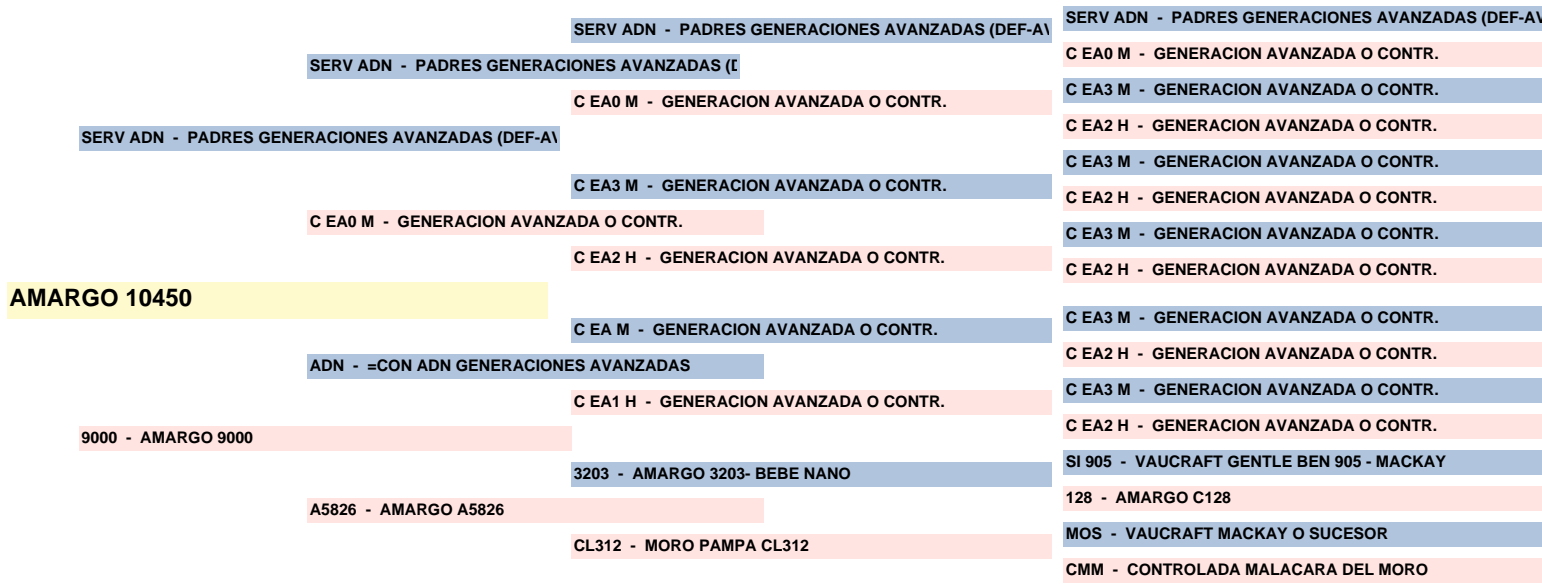 SERV ADN - PADRES GENERACIONES AVANZADAS (DEF-AV
SERV ADN - PADRES GENERACIONES AVANZADAS (DEF-AV
C EA0 M - GENERACION AVANZADA O CONTR.
SERV ADN - PADRES GENERACIONES AVANZADAS (D
C EA3 M - GENERACION AVANZADA O CONTR.
C EA0 M - GENERACION AVANZADA O CONTR.
C EA2 H - GENERACION AVANZADA O CONTR.
SERV ADN - PADRES GENERACIONES AVANZADAS (DEF-AV
C EA3 M - GENERACION AVANZADA O CONTR.
C EA3 M - GENERACION AVANZADA O CONTR.
C EA2 H - GENERACION AVANZADA O CONTR.
C EA0 M - GENERACION AVANZADA O CONTR.
C EA3 M - GENERACION AVANZADA O CONTR.
C EA2 H - GENERACION AVANZADA O CONTR.
C EA2 H - GENERACION AVANZADA O CONTR.
AMARGO 10450
C EA3 M - GENERACION AVANZADA O CONTR.
C EA M - GENERACION AVANZADA O CONTR.
C EA2 H - GENERACION AVANZADA O CONTR.
ADN - =CON ADN GENERACIONES AVANZADAS
C EA3 M - GENERACION AVANZADA O CONTR.
C EA1 H - GENERACION AVANZADA O CONTR.
C EA2 H - GENERACION AVANZADA O CONTR.
9000 - AMARGO 9000
SI 905 - VAUCRAFT GENTLE BEN 905 - MACKAY
3203 - AMARGO 3203- BEBE NANO
128 - AMARGO C128
A5826 - AMARGO A5826
MOS - VAUCRAFT MACKAY O SUCESOR
CL312 - MORO PAMPA CL312
CMM - CONTROLADA MALACARA DEL MORO